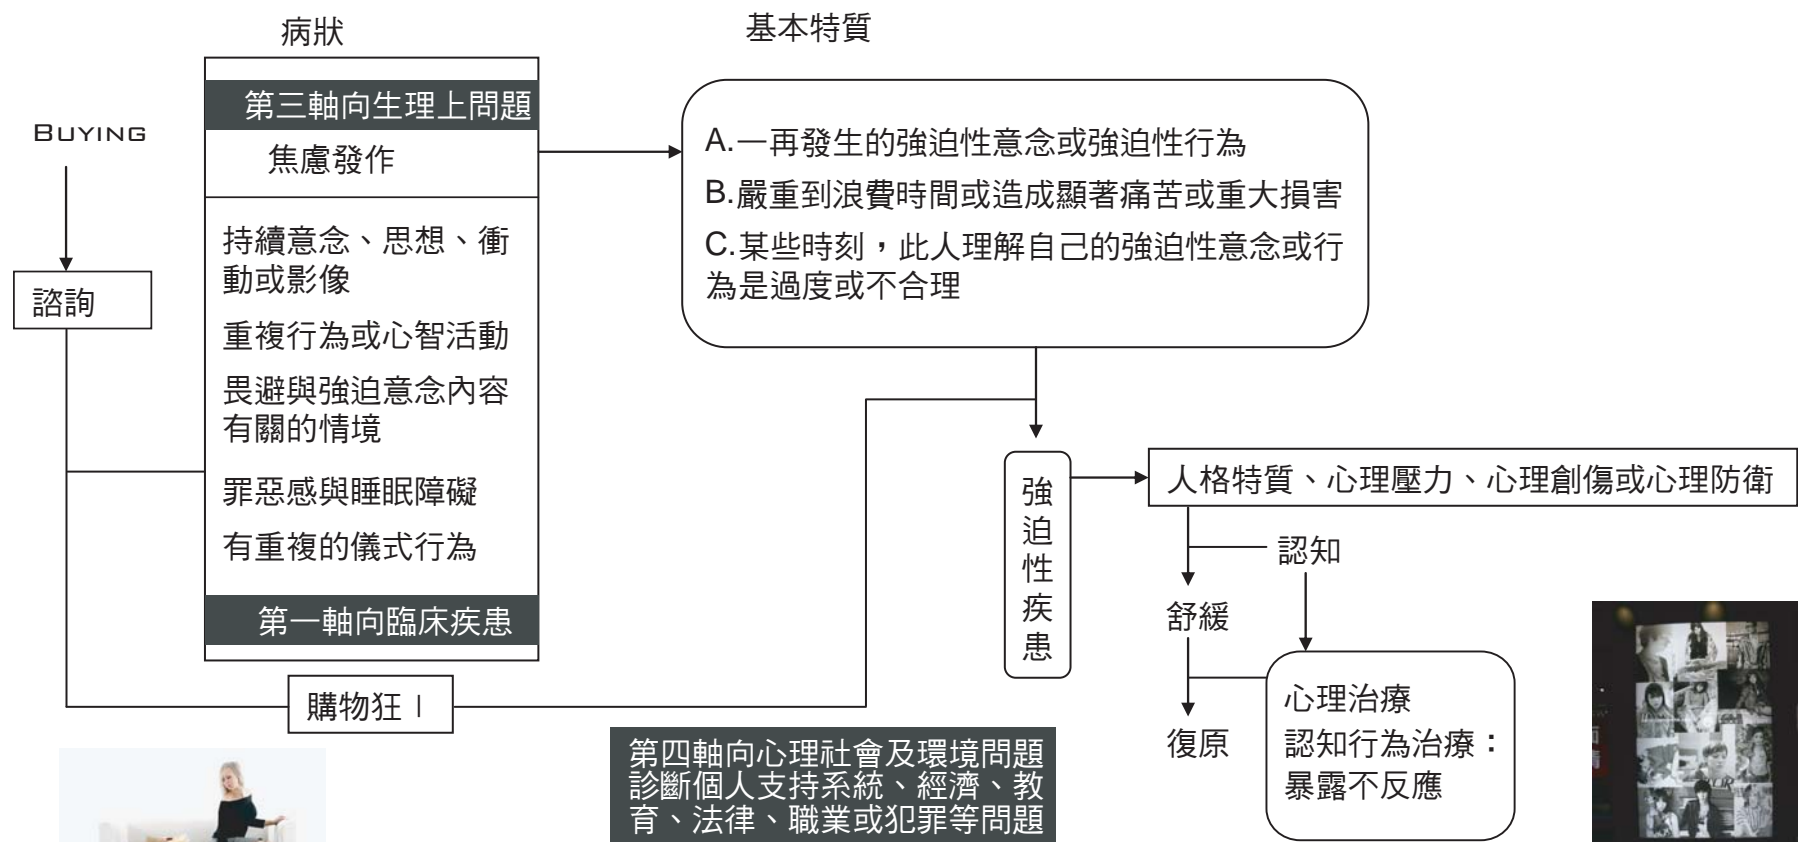 病狀
基本特質
BUYING
諮詢
第三軸向生理上問題
焦慮發作
持續意念、思想、衝
動或影像
重複行為或心智活動
畏避與強迫意念內容
有關的情境
罪惡感與睡眠障礙
有重複的儀式行為
第一軸向臨床疾患
購物狂 I
A.一再發生的強迫性意念或強迫性行為
B.嚴重到浪費時間或造成顯著痛苦或重大損害
C.某些時刻，此人理解自己的強迫性意念或行
為是過度或不合理
強
迫
性
疾
患
人格特質、心理壓力、心理創傷或心理防衛
認知
舒緩
復原
心理治療
認知行為治療：
暴露不反應
第四軸向心理社會及環境問題
診斷個人支持系統、經濟、教
育、法律、職業或犯罪等問題